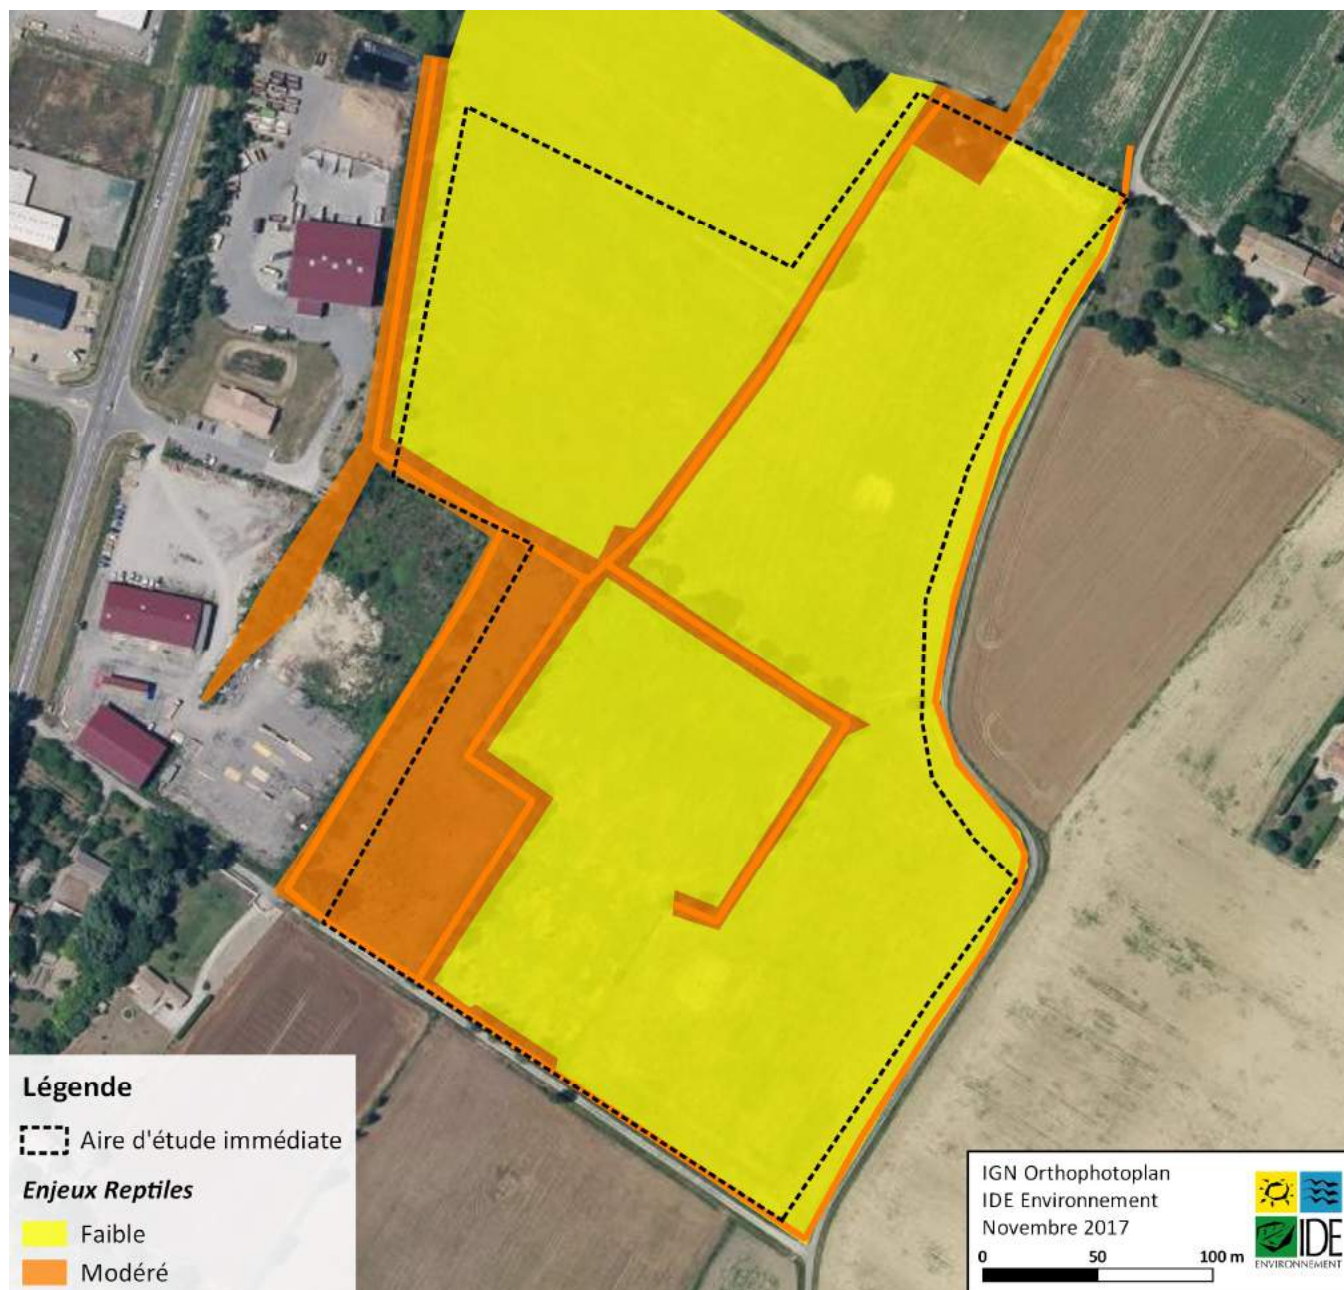 Légende
Aire d'étude immédiate
Enjeux Reptiles
Faible
Modéré
IGN Orthophotoplan
IDE Environnement
Novembre 2017
0 50 100 m
IDE
ENVIRONNEMENT